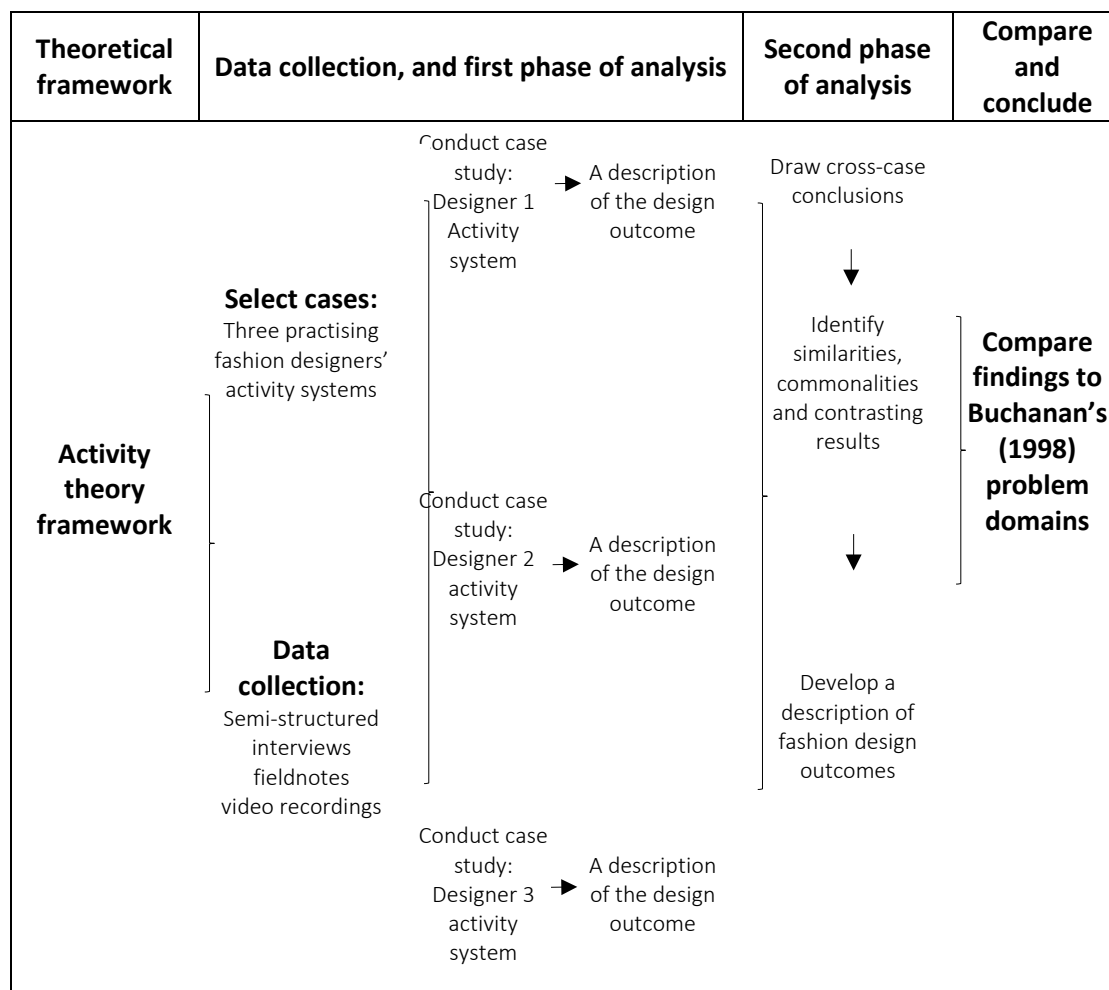 Theoretical
framework
Data collection, and first phase of analysis
Second phase
of analysis
Compare
and
conclude
Activity
theory
framework
Select cases:
Three practising
fashion designers’
activity systems
Data
collection:
Semi-structured
interviews
fieldnotes
video recordings
Conduct case
study:
Designer 1
Activity
system
A description
of the design
outcome
Conduct case
study:
Designer 2
activity
system
A description
of the design
outcome
Conduct case
study:
Designer 3
activity
system
A description
of the design
outcome
Draw cross-case
conclusions
Identify
similarities,
commonalities
and contrasting
results
Develop a
description of
fashion design
outcomes
Compare
findings to
Buchanan’s
(1998)
problem
domains